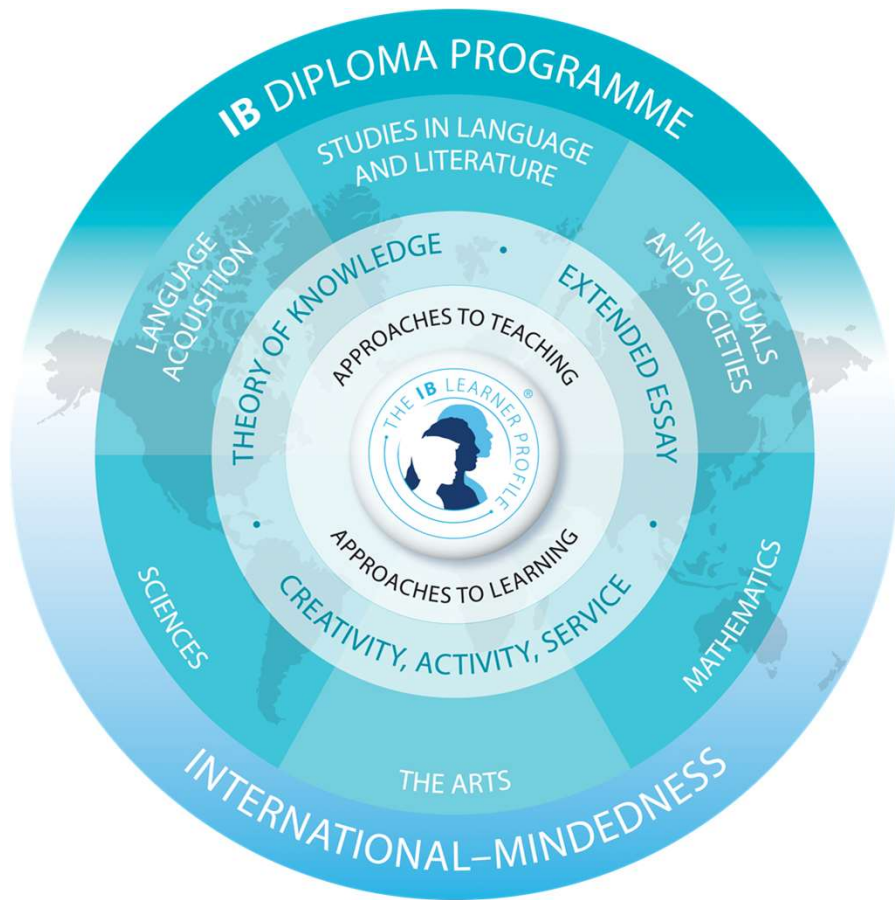 IB DIPLOMA PROGRAMME
STUDIES IN LANGUAGE
AND LITERATURE
LANGUAGE
ACQUISITION
INDIVIDUALS
AND SOCIETIES
THEORY OF KNOWLEDGE
•
EXTENDED ESSAY
•
•
APPROACHES TO TEACHING
THE IB LEARNER PROFILE
®
APPROACHES TO LEARNING
CREATIVITY, ACTIVITY, SERVICE
SCIENCES
MATHEMATICS
THE ARTS
INTERNATIONAL–MINDEDNESS